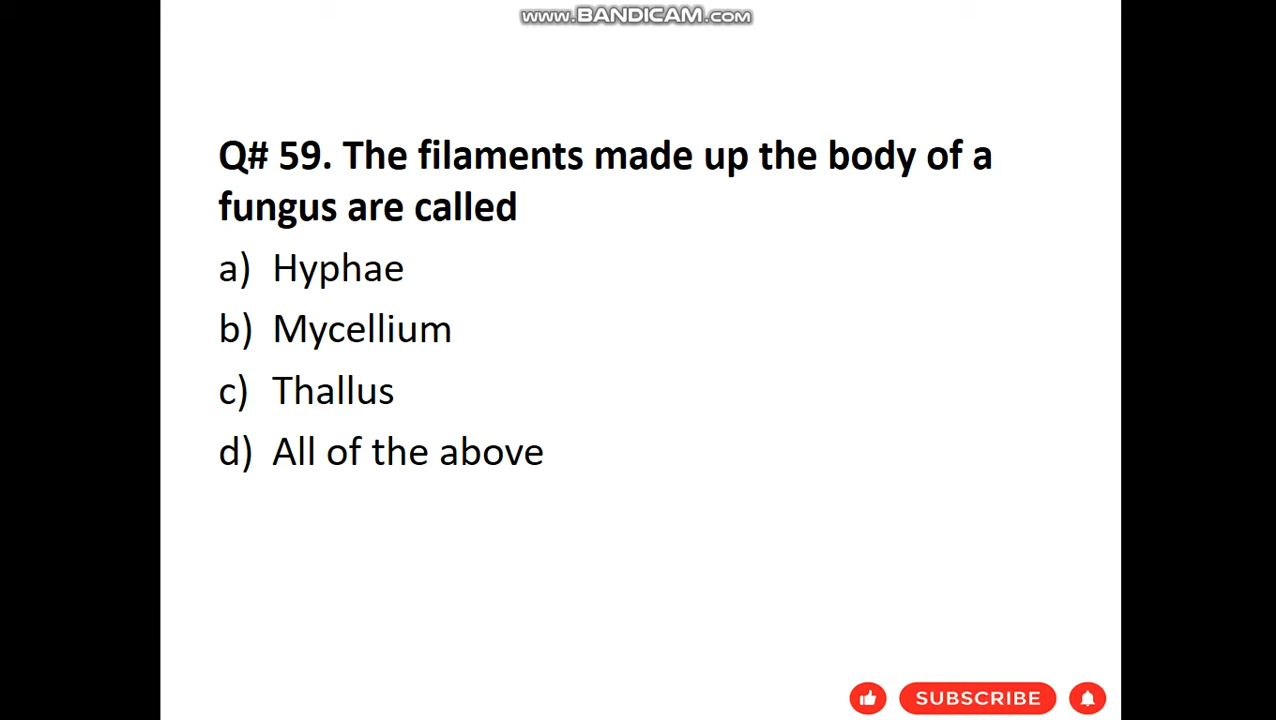 www.BANDICAM.com
Q# 59. The filaments made up the body of a
fungus are called
a) Hyphae
b) Mycellium
c) Thallus
d) All of the above
SUBSCRIBE